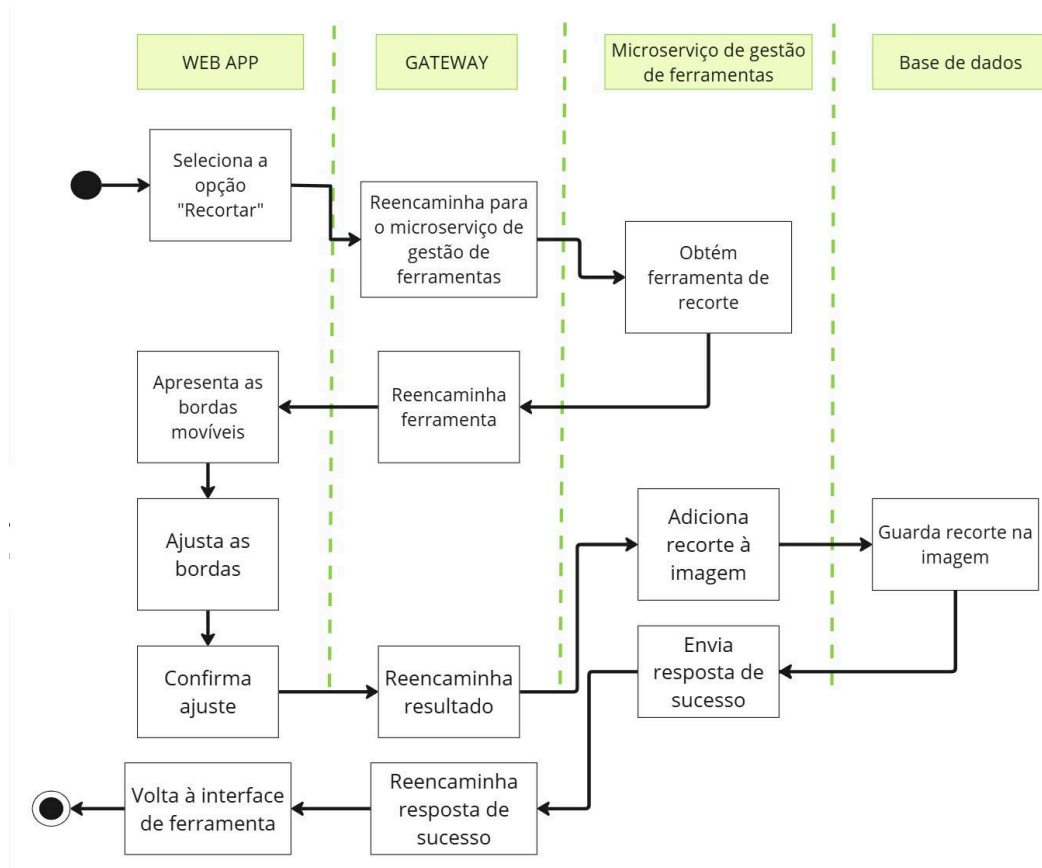 WEB APP
GATEWAY
Microserviço de gestão
de ferramentas
Base de dados
Seleciona a
opção
"Recortar"
Reencaminha para
o microserviço de
gestão de
ferramentas
Obtém
ferramenta de
recorte
Apresenta as
bordas
movíveis
Reencaminha
ferramenta
Ajusta as
bordas
Adiciona
recorte à
imagem
Guarda recorte na
imagem
Confirma
ajuste
Reencaminha
resultado
Envia
resposta de
sucesso
Volta à interface
de ferramenta
Reencaminha
resposta de
sucesso